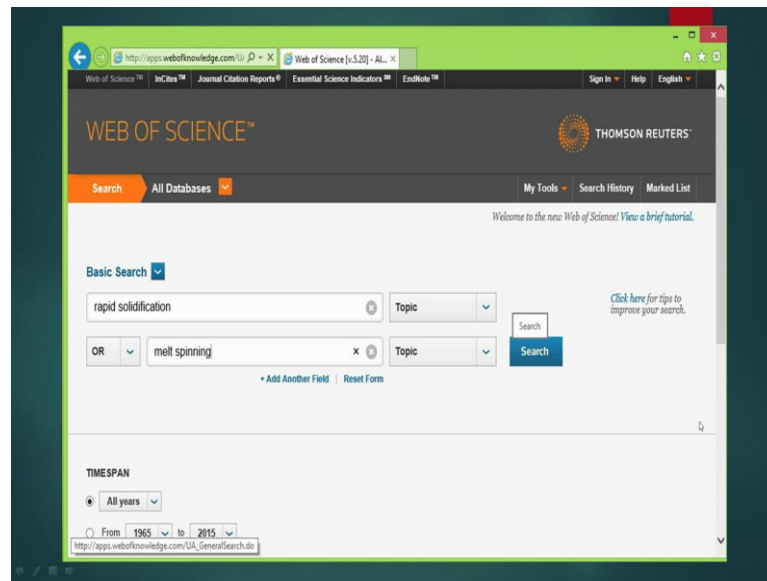 http://apps.webofknowledge.com/U/ Web of Science [v.5.20] - Al...
Web of Science™ InCites™ Journal Citation Reports® Essential Science Indicators℠ EndNote™ Sign In Help English
WEB OF SCIENCE™ THOMSON REUTERS™
Search All Databases My Tools Search History Marked List
Welcome to the new Web of Science! View a brief tutorial.
Basic Search
rapid solidification Topic
Click here for tips to
improve your search.
Search
OR melt spinning Topic Search
+ Add Another Field | Reset Form
TIMESPAN
All years
From 1965 to 2015
http://apps.webofknowledge.com/UA_GeneralSearch.do